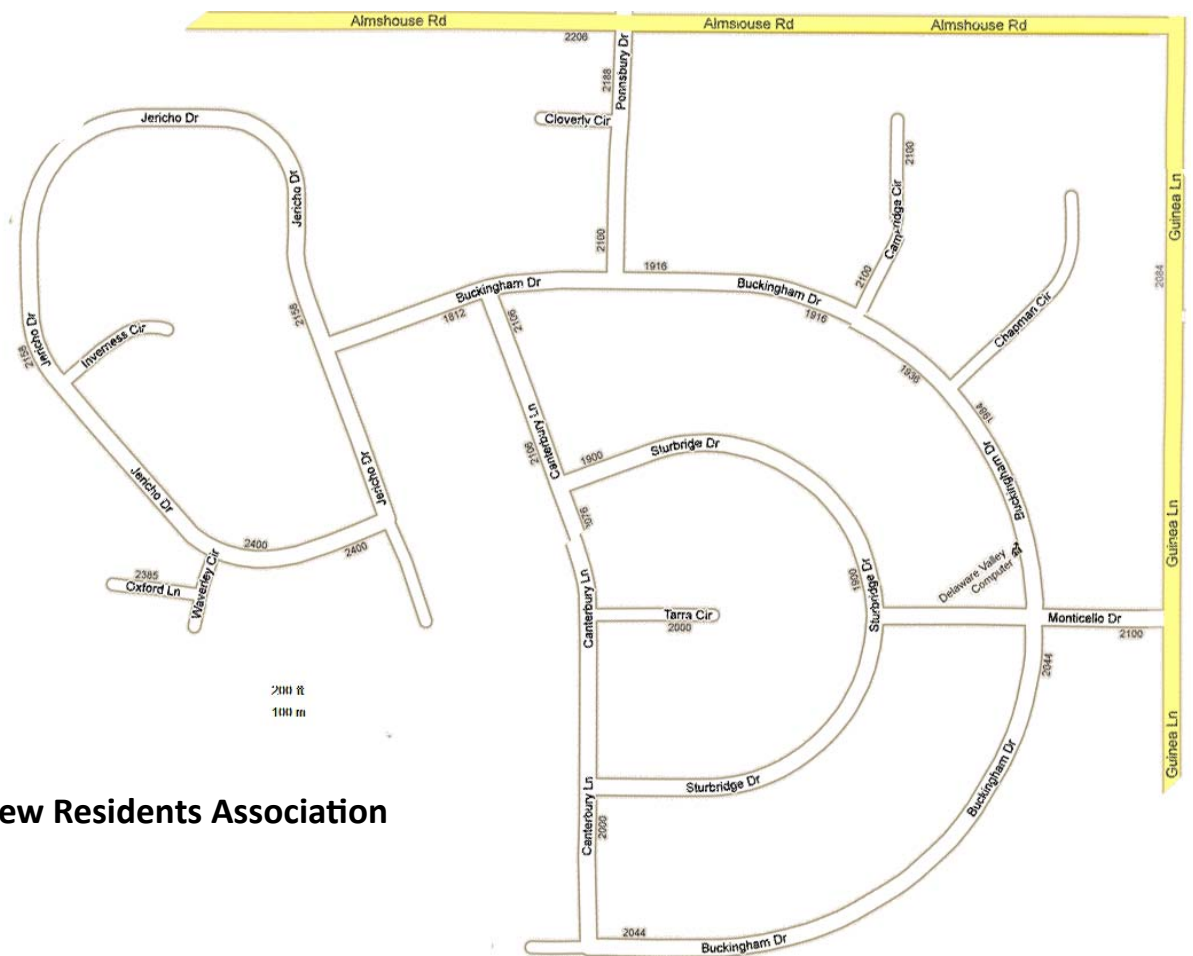 Almshouse Rd
Almsiouse Rd
Almshouse Rd
2206
2188
Ponnsbury Dr
Cloverly Cir
Jericho Dr
2100
Cambridge Cir
Guinea Ln
Jericho Dr
2100
1916
2100
2084
Buckingham Dr
Buckingham Dr
1812
1916
2106
Chapman Cir
2158
Jericho Dr
2158
Inverness Cir
1936
1984
Canterbury Ln
2106
1900
Sturbridge Dr
Buckingham Dr
Jericho Dr
Jericho Dr
2400
2400
Guinea Ln
Delaware Valley
Computer
1900
Sturbridge Dr
2385
Oxford Ln
Waverley Cir
Canterbury Ln
Tarra Cir
2000
Monticello Dr
2100
2044
200 ft
100 m
Guinea Ln
Buckingham Dr
Sturbridge Dr
Canterbury Ln
2000
ew Residents Association
2044
Buckingham Dr